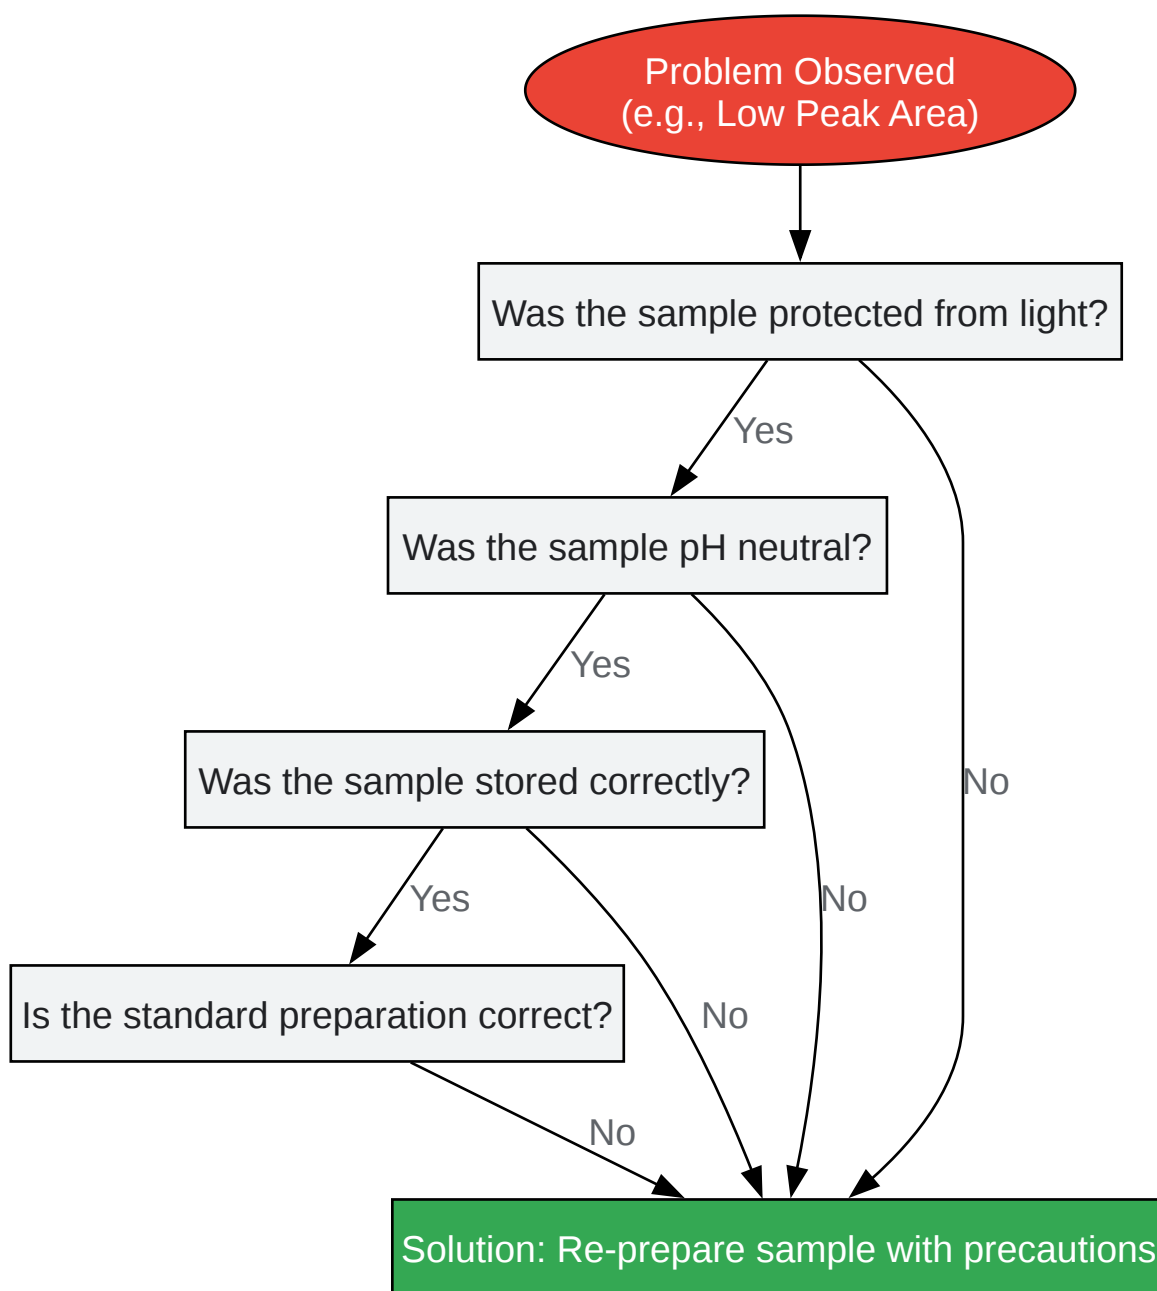 Problem Observed
(e.g., Low Peak Area)
Was the sample protected from light?
Yes
Was the sample pH neutral?
Yes
Was the sample stored correctly?
No
Yes
No
Is the standard preparation correct?
No
No
Solution: Re-prepare sample with precautions